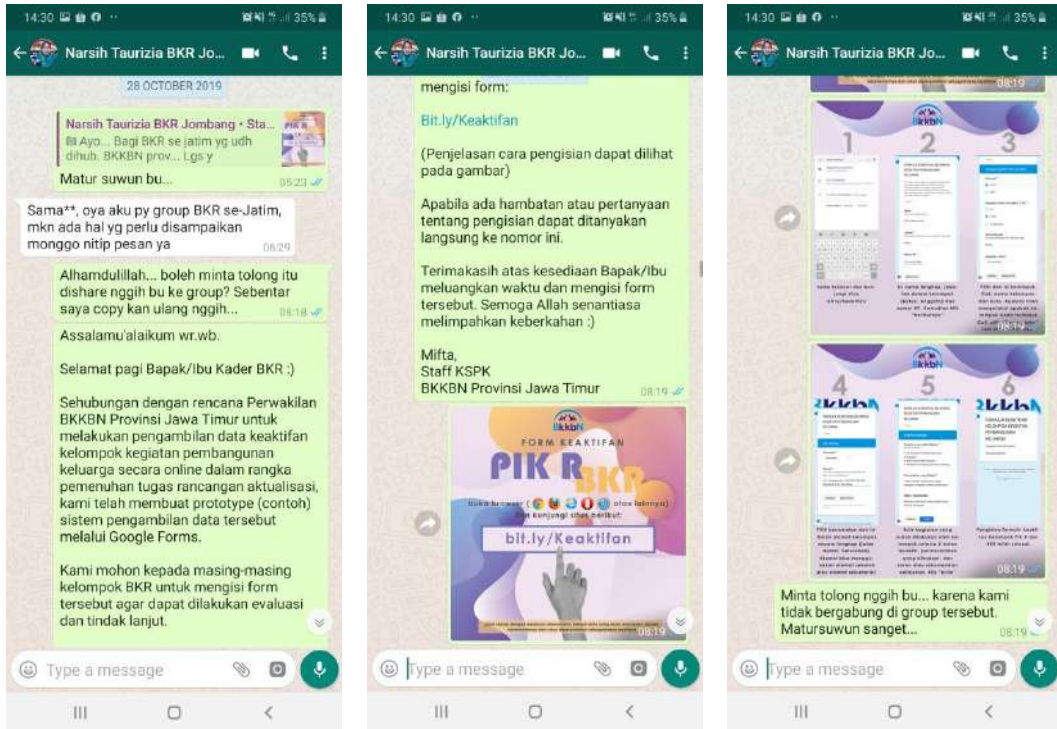 14:30
35%
Narsih Taurizia BKR Jo...
28 OCTOBER 2019
Narsih Taurizia BKR Jombang • Sta...
Ayo... Bagi BKR se jatim yg udh
dihub. BKKBN prov... Lgs y
Matur suwun bu...
05:23
Sama**, oya aku py group BKR se-Jatim,
mkn ada hal yg perlu disampaikan
monggo nitip pesan ya
06:29
Alhamdulillah... boleh minta tolong itu
dishare nggih bu ke group? Sebentar
saya copy kan ulang nggih...
08:18
Assalamu'alaikum wr.wb.
Selamat pagi Bapak/Ibu Kader BKR :)
Sehubungan dengan rencana Perwakilan
BKKBN Provinsi Jawa Timur untuk
melakukan pengambilan data keaktifan
kelompok kegiatan pembangunan
keluarga secara online dalam rangka
pemenuhan tugas rancangan aktualisasi,
kami telah membuat prototype (contoh)
sistem pengambilan data tersebut
melalui Google Forms.
Kami mohon kepada masing-masing
kelompok BKR untuk mengisi form
tersebut agar dapat dilakukan evaluasi
dan tindak lanjut.
Type a message
14:30
35%
Narsih Taurizia BKR Jo...
mengisi form:
Bit.ly/Keaktifan
(Penjelasan cara pengisian dapat dilihat
pada gambar)
Apabila ada hambatan atau pertanyaan
tentang pengisian dapat ditanyakan
langsung ke nomor ini.
Terimakasih atas kesediaan Bapak/Ibu
meluangkan waktu dan mengisi form
tersebut. Semoga Allah senantiasa
melimpahkan keberkahan :)
Mifta,
Staff KSPK
BKKBN Provinsi Jawa Timur
08:19
bkkbN
FORM KEAKTIFAN
PIK R
BKR
Buka browser ( atau lainnya)
dan kunjungi situs berikut:
bit.ly/Keaktifan
08:19
Type a message
14:30
35%
Narsih Taurizia BKR Jo...
08:19
bkkbN
1 2 3
08:19
bkkbN
4 5 6
08:19
Minta tolong nggih bu... karena kami
tidak bergabung di group tersebut.
Matursuwun sanget...
08:19
Type a message